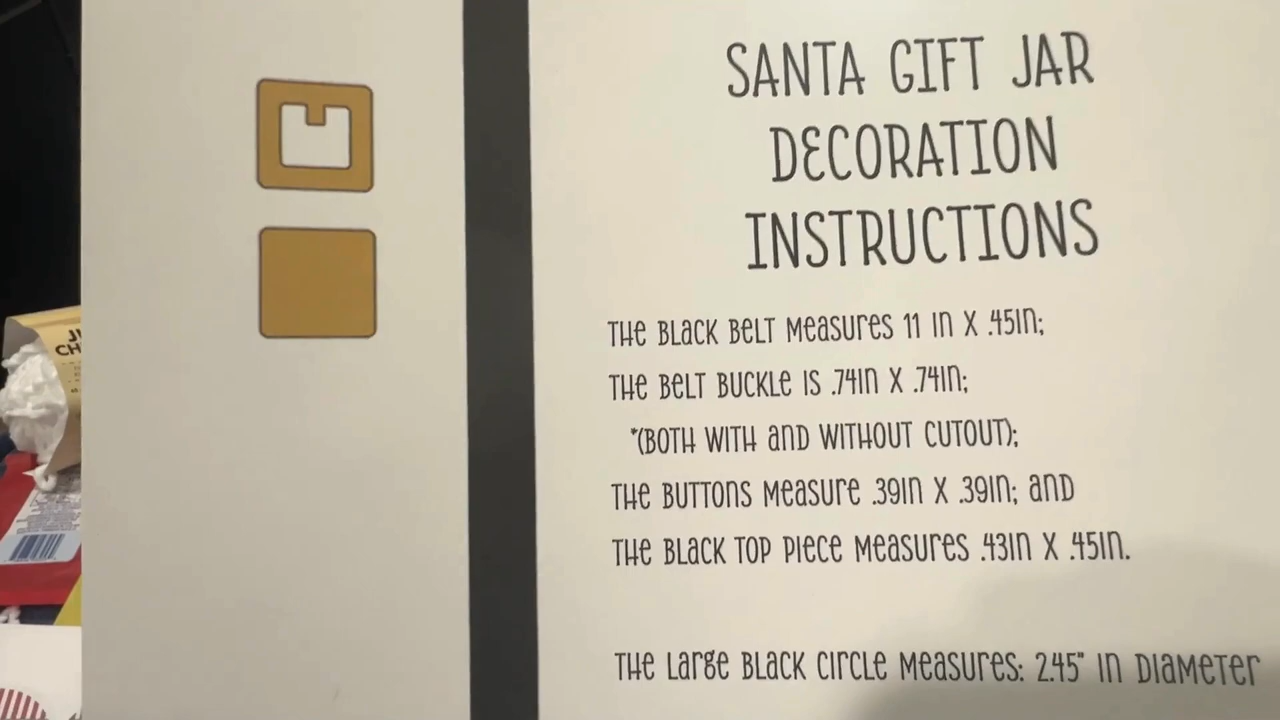 SANTA GIFT JAR
DECORATION
INSTRUCTIONS
THE BLACK BELT MEASURES 11 IN X .45IN;
THE BELT BUCKLE IS .74IN X .74IN;
*(BOTH WITH AND WITHOUT CUTOUT);
THE BUTTONS MEASURE .39IN X .39IN; AND
THE BLACK TOP PIECE MEASURES .43IN X .45IN.
THE LARGE BLACK CIRCLE MEASURES: 2.45" IN DIAMETER